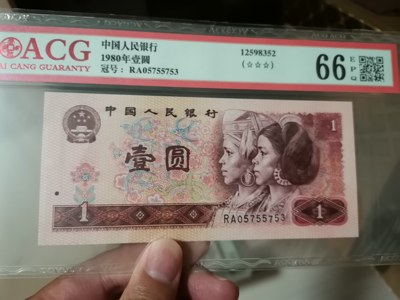 ACG
AI CANG GUARANTY
中国人民银行
1980年壹圆
冠号： RA05755753
12598352
(☆☆☆)
66 EPQ
中国人民银行
壹圆
1
1
1
RA05755753